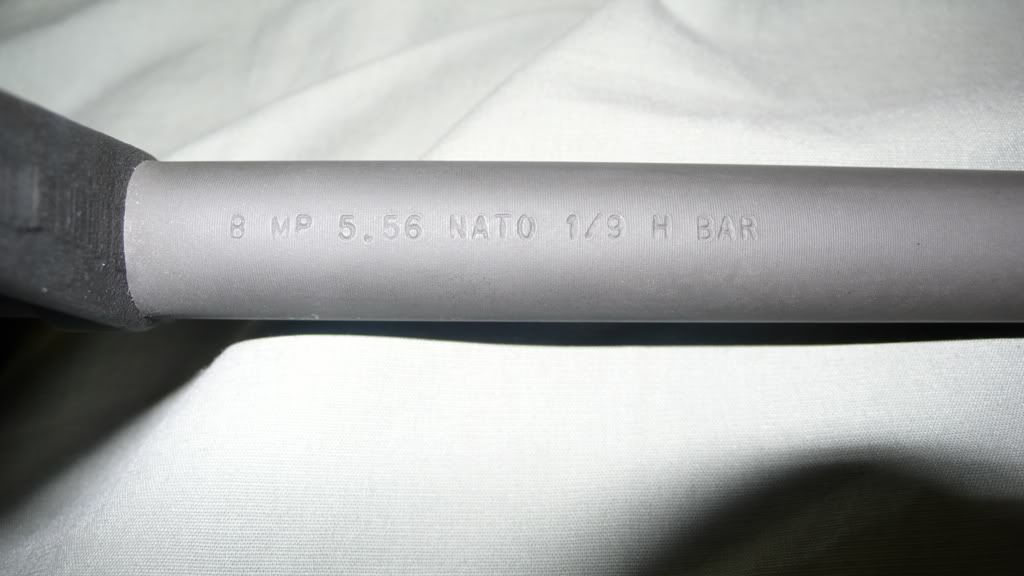 B MP 5.56 NATO 1/9 H BAR